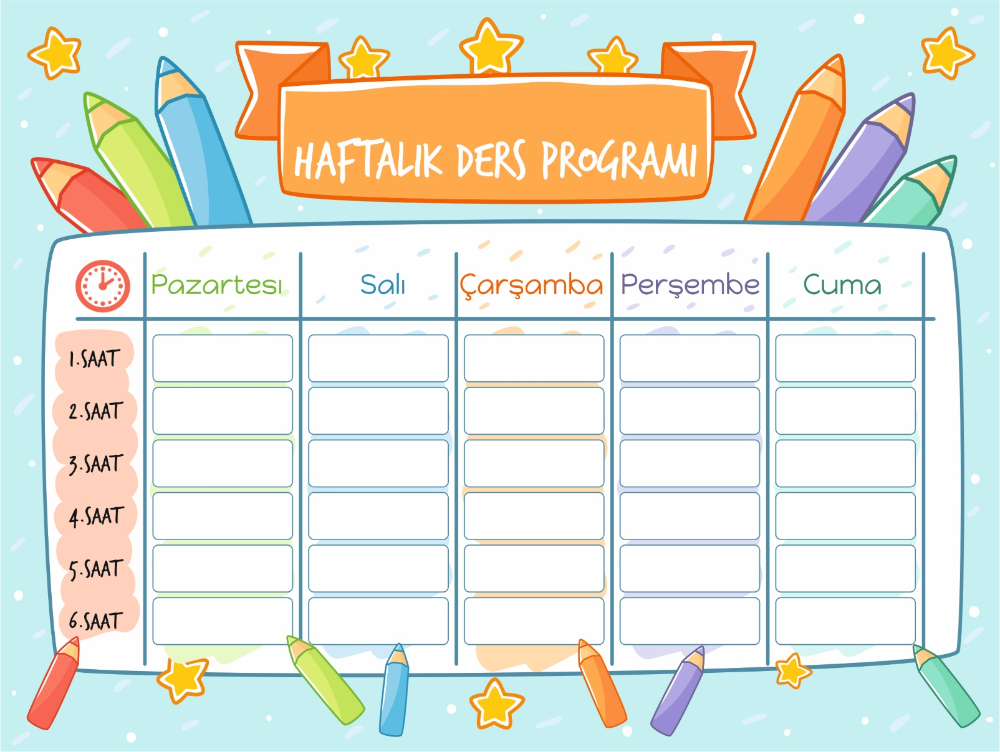 HAFTALIK DERS PROGRAMI
Pazartesı Salı Çarşamba Perşembe Cuma
1.SAAT
2.SAAT
3.SAAT
4.SAAT
5.SAAT
6.SAAT